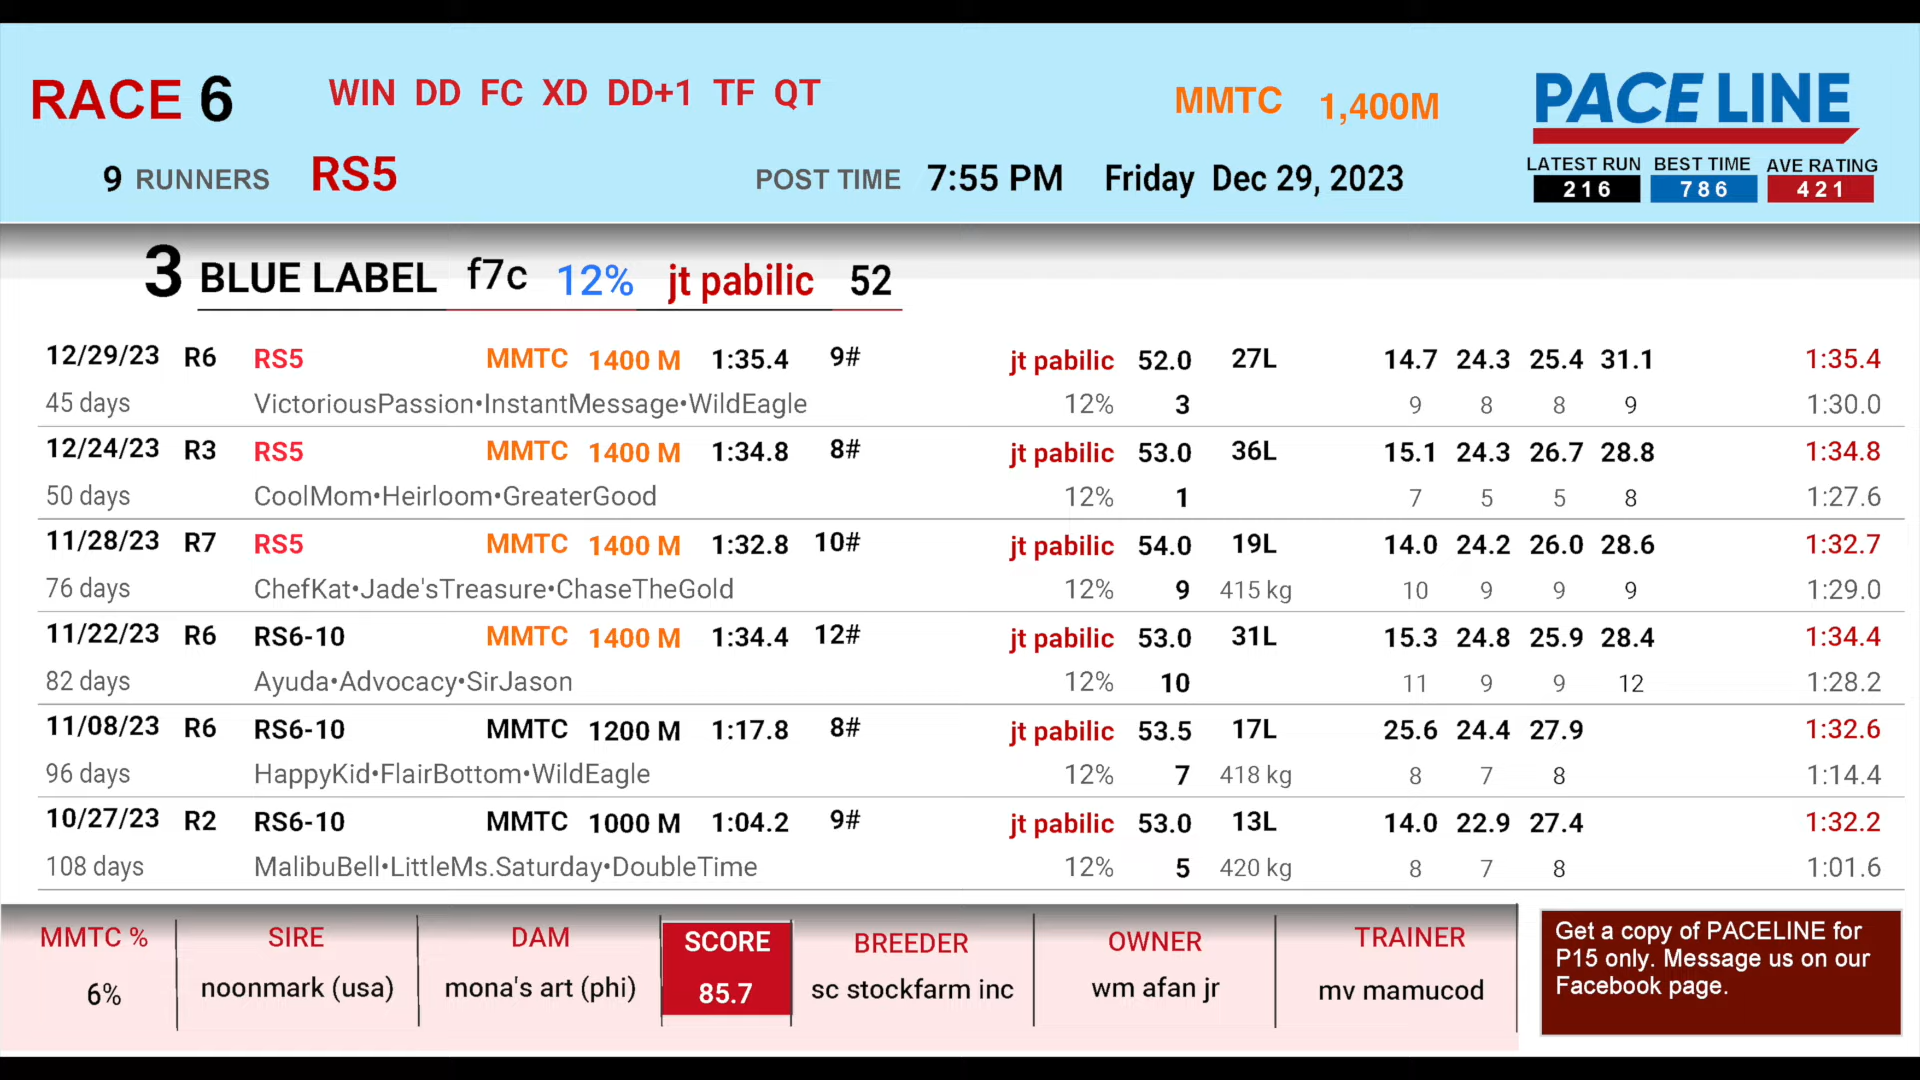 RACE 6 WIN DD FC XD DD+1 TF QT MMTC 1,400M PACE LINE
9 RUNNERS RS5 POST TIME 7:55 PM Friday Dec 29, 2023
LATEST RUN BEST TIME AVE RATING
216 786 421
3 BLUE LABEL f7c 12% jt pabilic 52
12/29/23 R6 RS5 MMTC 1400 M 1:35.4 9# jt pabilic 52.0 27L 14.7 24.3 25.4 31.1 1:35.4
45 days VictoriousPassion•InstantMessage•WildEagle 12% 3 9 8 8 9 1:30.0
12/24/23 R3 RS5 MMTC 1400 M 1:34.8 8# jt pabilic 53.0 36L 15.1 24.3 26.7 28.8 1:34.8
50 days CoolMom•Heirloom•GreaterGood 12% 1 7 5 5 8 1:27.6
11/28/23 R7 RS5 MMTC 1400 M 1:32.8 10# jt pabilic 54.0 19L 14.0 24.2 26.0 28.6 1:32.7
76 days ChefKat•Jade'sTreasure•ChaseTheGold 12% 9 415 kg 10 9 9 9 1:29.0
11/22/23 R6 RS6-10 MMTC 1400 M 1:34.4 12# jt pabilic 53.0 31L 15.3 24.8 25.9 28.4 1:34.4
82 days Ayuda•Advocacy•SirJason 12% 10 11 9 9 12 1:28.2
11/08/23 R6 RS6-10 MMTC 1200 M 1:17.8 8# jt pabilic 53.5 17L 25.6 24.4 27.9 1:32.6
96 days HappyKid•FlairBottom•WildEagle 12% 7 418 kg 8 7 8 1:14.4
10/27/23 R2 RS6-10 MMTC 1000 M 1:04.2 9# jt pabilic 53.0 13L 14.0 22.9 27.4 1:32.2
108 days MalibuBell•LittleMs.Saturday•DoubleTime 12% 5 420 kg 8 7 8 1:01.6
MMTC % SIRE DAM SCORE BREEDER OWNER TRAINER
6% noonmark (usa) mona's art (phi) 85.7 sc stockfarm inc wm afan jr mv mamucod
Get a copy of PACELINE for
P15 only. Message us on our
Facebook page.